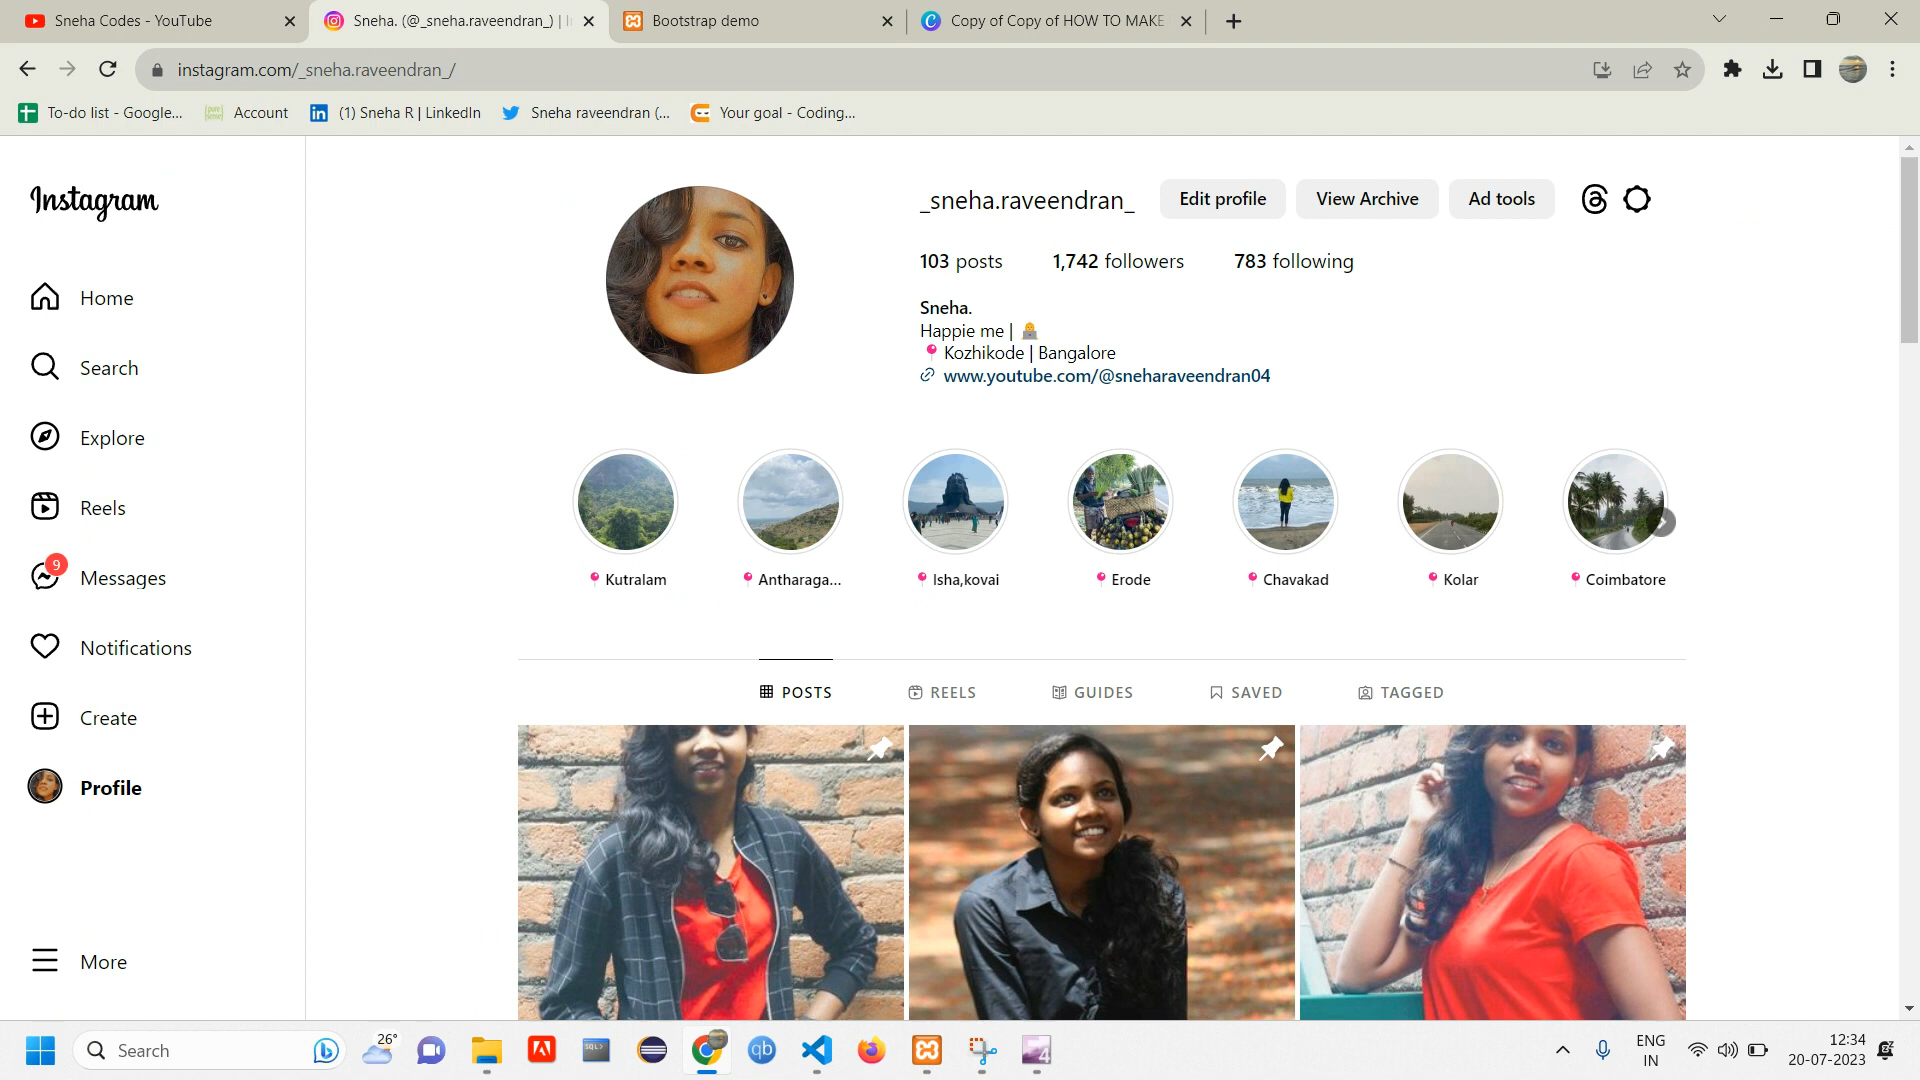 Sneha Codes - YouTube
Sneha. (@_sneha.raveendran_) | I
Bootstrap demo
Copy of Copy of HOW TO MAKE
instagram.com/_sneha.raveendran_/
To-do list - Google...
Account
(1) Sneha R | LinkedIn
Sneha raveendran (...
Your goal - Coding...
Instagram
Home
Search
Explore
Reels
9
Messages
Notifications
Create
Profile
More
_sneha.raveendran_
Edit profile
View Archive
Ad tools
103 posts
1,742 followers
783 following
Sneha.
Happie me |
Kozhikode | Bangalore
www.youtube.com/@sneharaveendran04
Kutralam
Antharaga...
Isha,kovai
Erode
Chavakad
Kolar
Coimbatore
POSTS
REELS
GUIDES
SAVED
TAGGED
Search
26°
SQL>
qb
4
ENG
IN
12:34
20-07-2023